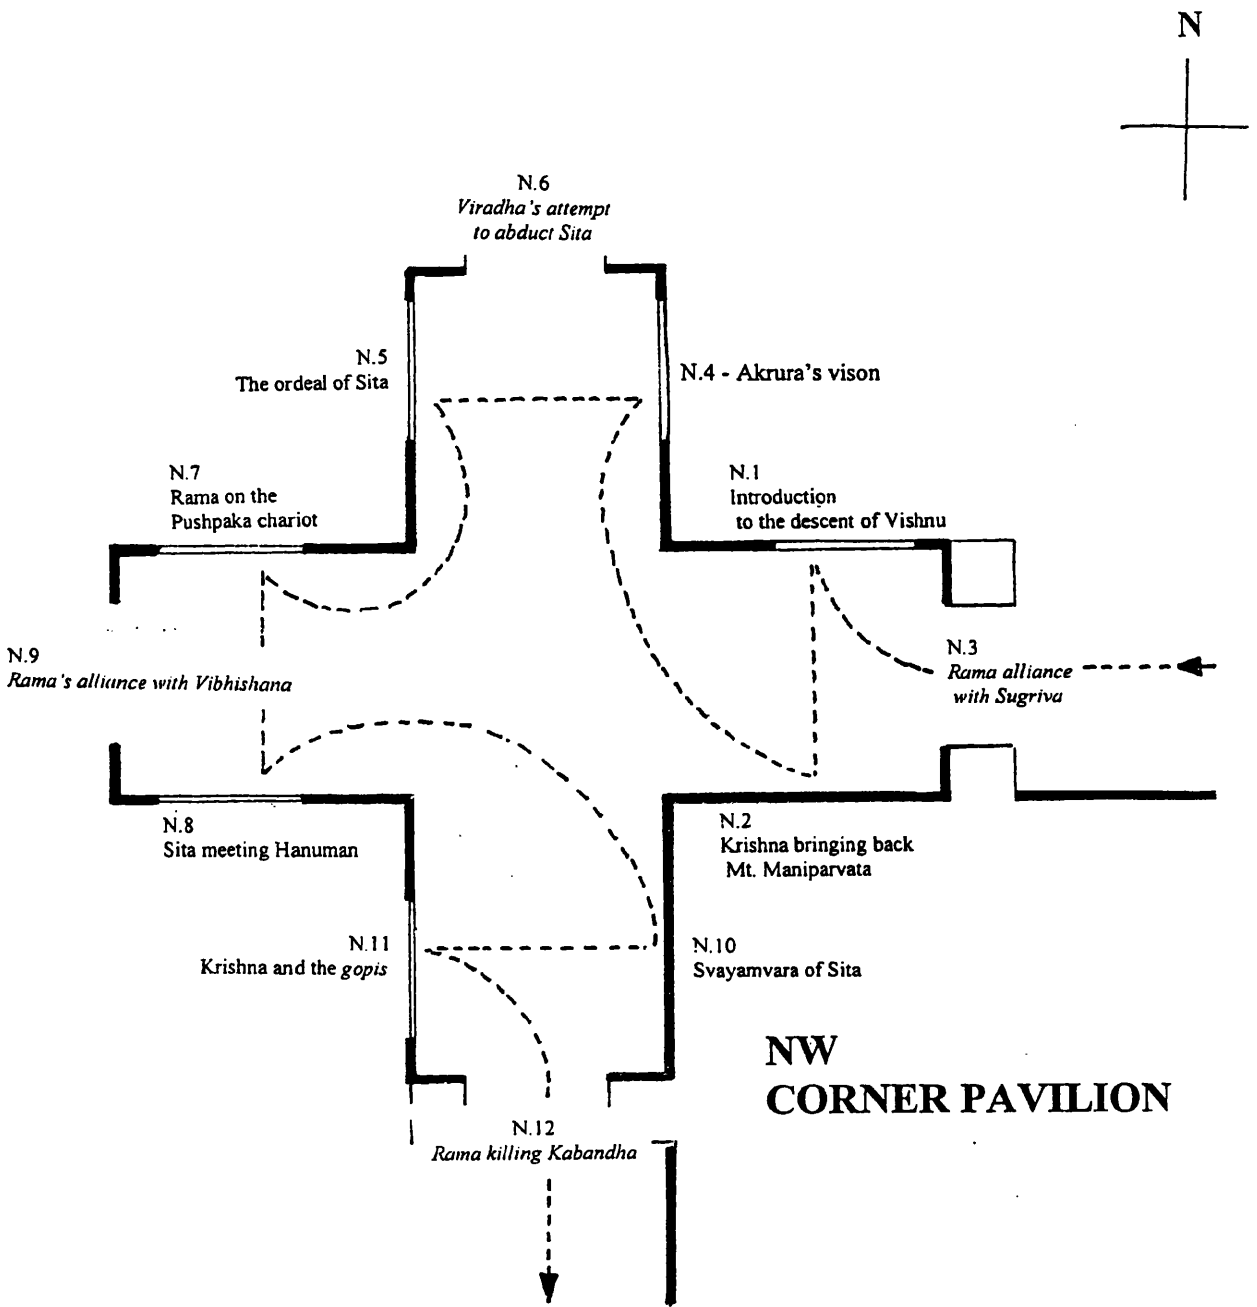 N
N.6
Viradha's attempt
to abduct Sita
N.5
The ordeal of Sita
N.4 - Akrura's vison
N.7
Rama on the
Pushpaka chariot
N.1
Introduction
to the descent of Vishnu
N.9
Rama's alliance with Vibhishana
N.3
Rama alliance
with Sugriva
N.8
Sita meeting Hanuman
N.2
Krishna bringing back
Mt. Maniparvata
N.11
Krishna and the gopis
N.10
Svayamvara of Sita
NW
CORNER PAVILION
N.12
Rama killing Kabandha